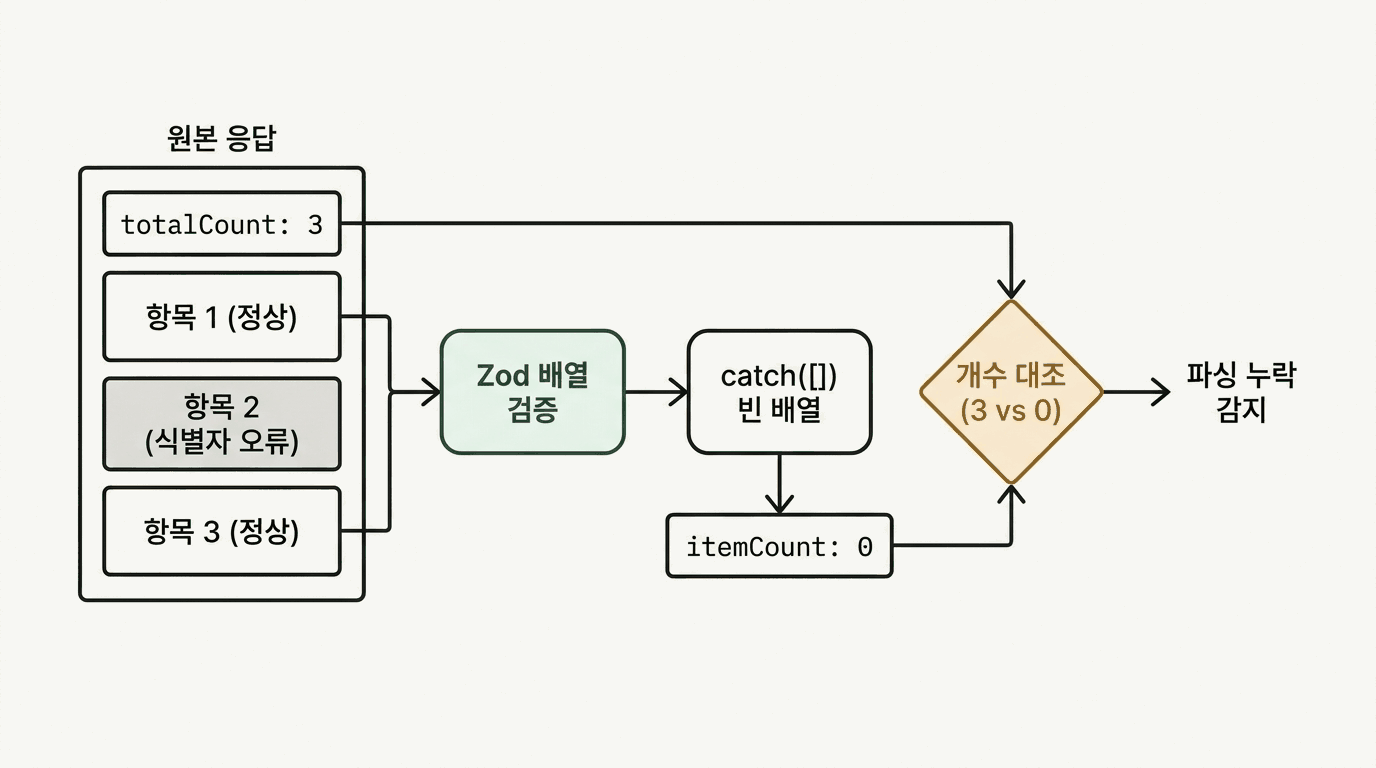 원본 응답
totalCount: 3
항목 1 (정상)
항목 2
(식별자 오류)
항목 3 (정상)
Zod 배열
검증
catch([])
빈 배열
itemCount: 0
개수 대조
(3 vs 0)
파싱 누락
감지